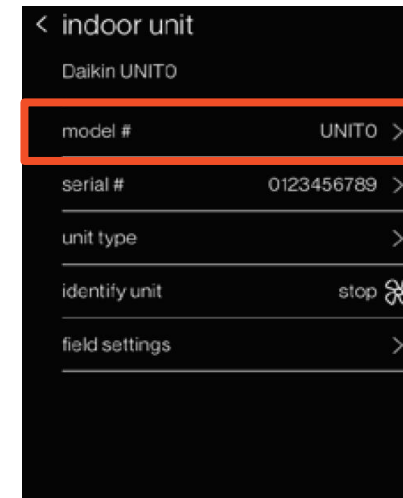 < indoor unit
Daikin UNIT0
model # UNIT0 >
serial # 0123456789 >
unit type >
identify unit stop
field settings >